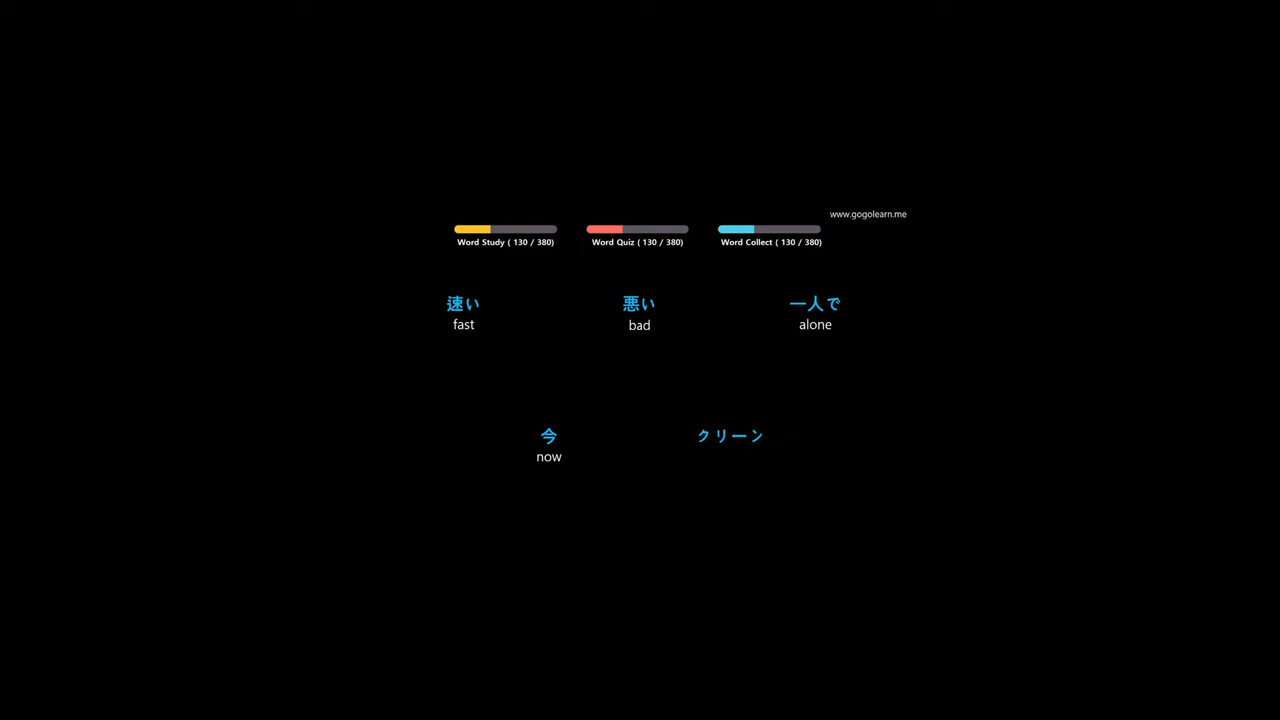 www.gogolearn.me
Word Study ( 130 / 380)
Word Quiz ( 130 / 380)
Word Collect ( 130 / 380)
速い
fast
悪い
bad
一人で
alone
今
now
クリーン